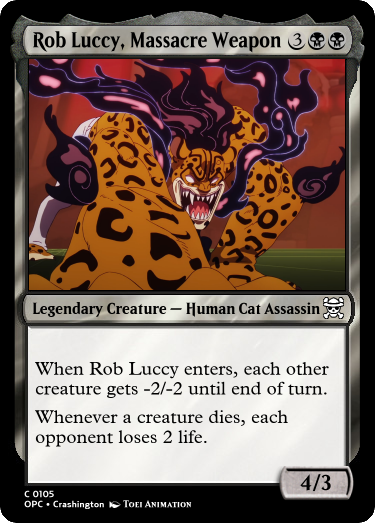 Rob Luccy, Massacre Weapon 3
Legendary Creature — Human Cat Assassin
When Rob Luccy enters, each other
creature gets -2/-2 until end of turn.
Whenever a creature dies, each
opponent loses 2 life.
4/3
C 0105
OPC • Crashington TOEI ANIMATION